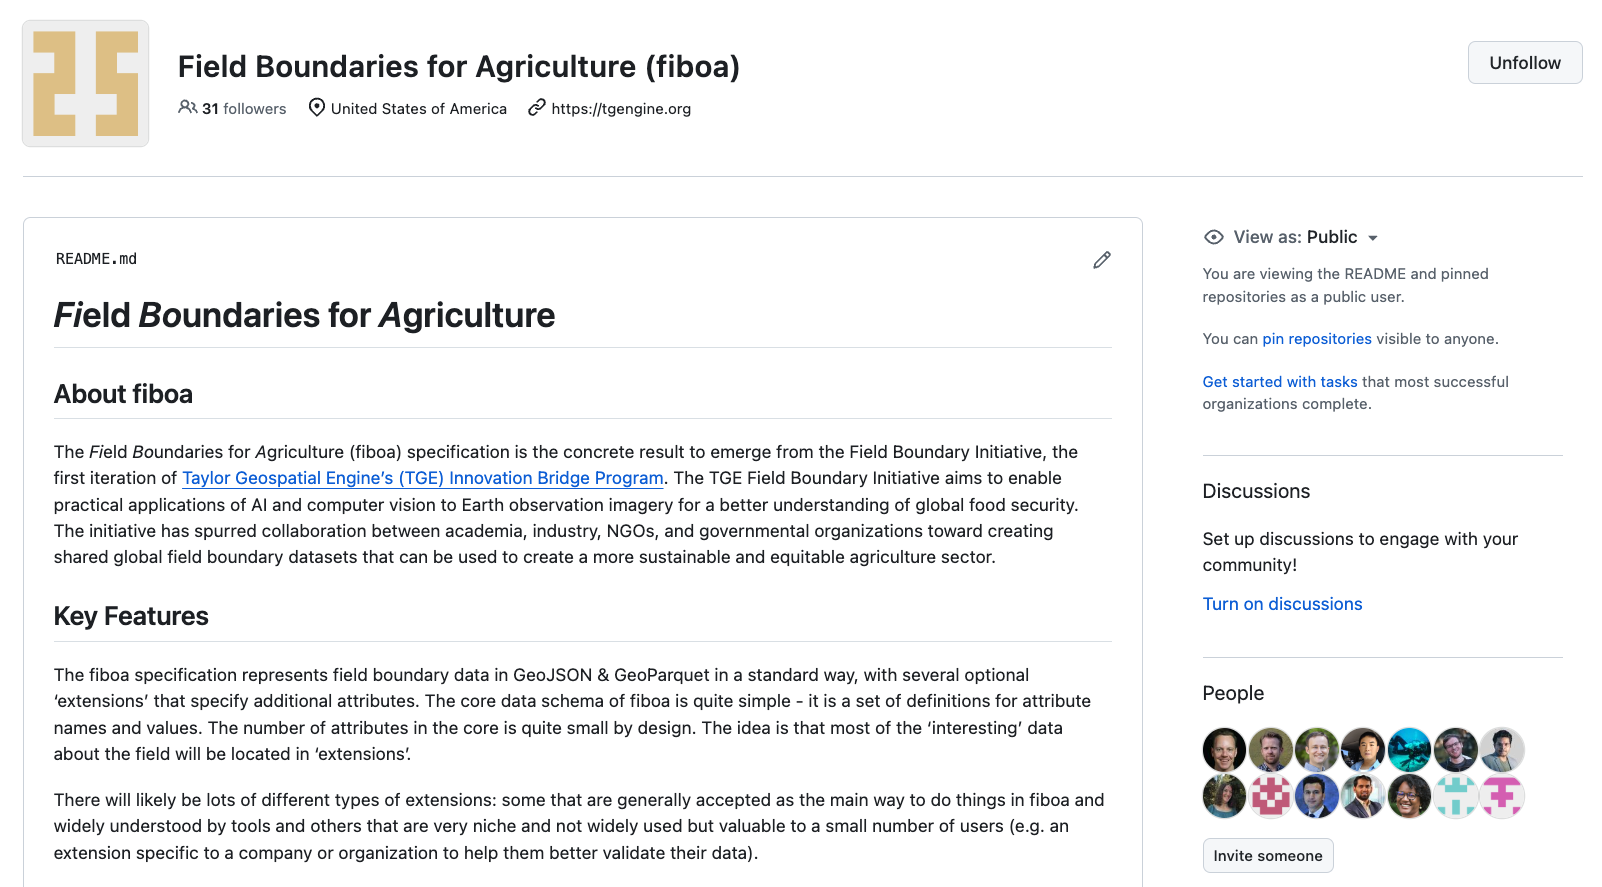 Field Boundaries for Agriculture (fiboa)
Unfollow
31 followers United States of America https://tgengine.org
README.md
Field Boundaries for Agriculture
About fiboa
The Field Boundaries for Agriculture (fiboa) specification is the concrete result to emerge from the Field Boundary Initiative, the
first iteration of Taylor Geospatial Engine’s (TGE) Innovation Bridge Program. The TGE Field Boundary Initiative aims to enable
practical applications of AI and computer vision to Earth observation imagery for a better understanding of global food security.
The initiative has spurred collaboration between academia, industry, NGOs, and governmental organizations toward creating
shared global field boundary datasets that can be used to create a more sustainable and equitable agriculture sector.
Key Features
The fiboa specification represents field boundary data in GeoJSON & GeoParquet in a standard way, with several optional
‘extensions’ that specify additional attributes. The core data schema of fiboa is quite simple - it is a set of definitions for attribute
names and values. The number of attributes in the core is quite small by design. The idea is that most of the ‘interesting’ data
about the field will be located in ‘extensions’.
There will likely be lots of different types of extensions: some that are generally accepted as the main way to do things in fiboa and
widely understood by tools and others that are very niche and not widely used but valuable to a small number of users (e.g. an
extension specific to a company or organization to help them better validate their data).
View as: Public
You are viewing the README and pinned
repositories as a public user.
You can pin repositories visible to anyone.
Get started with tasks that most successful
organizations complete.
Discussions
Set up discussions to engage with your
community!
Turn on discussions
People
Invite someone